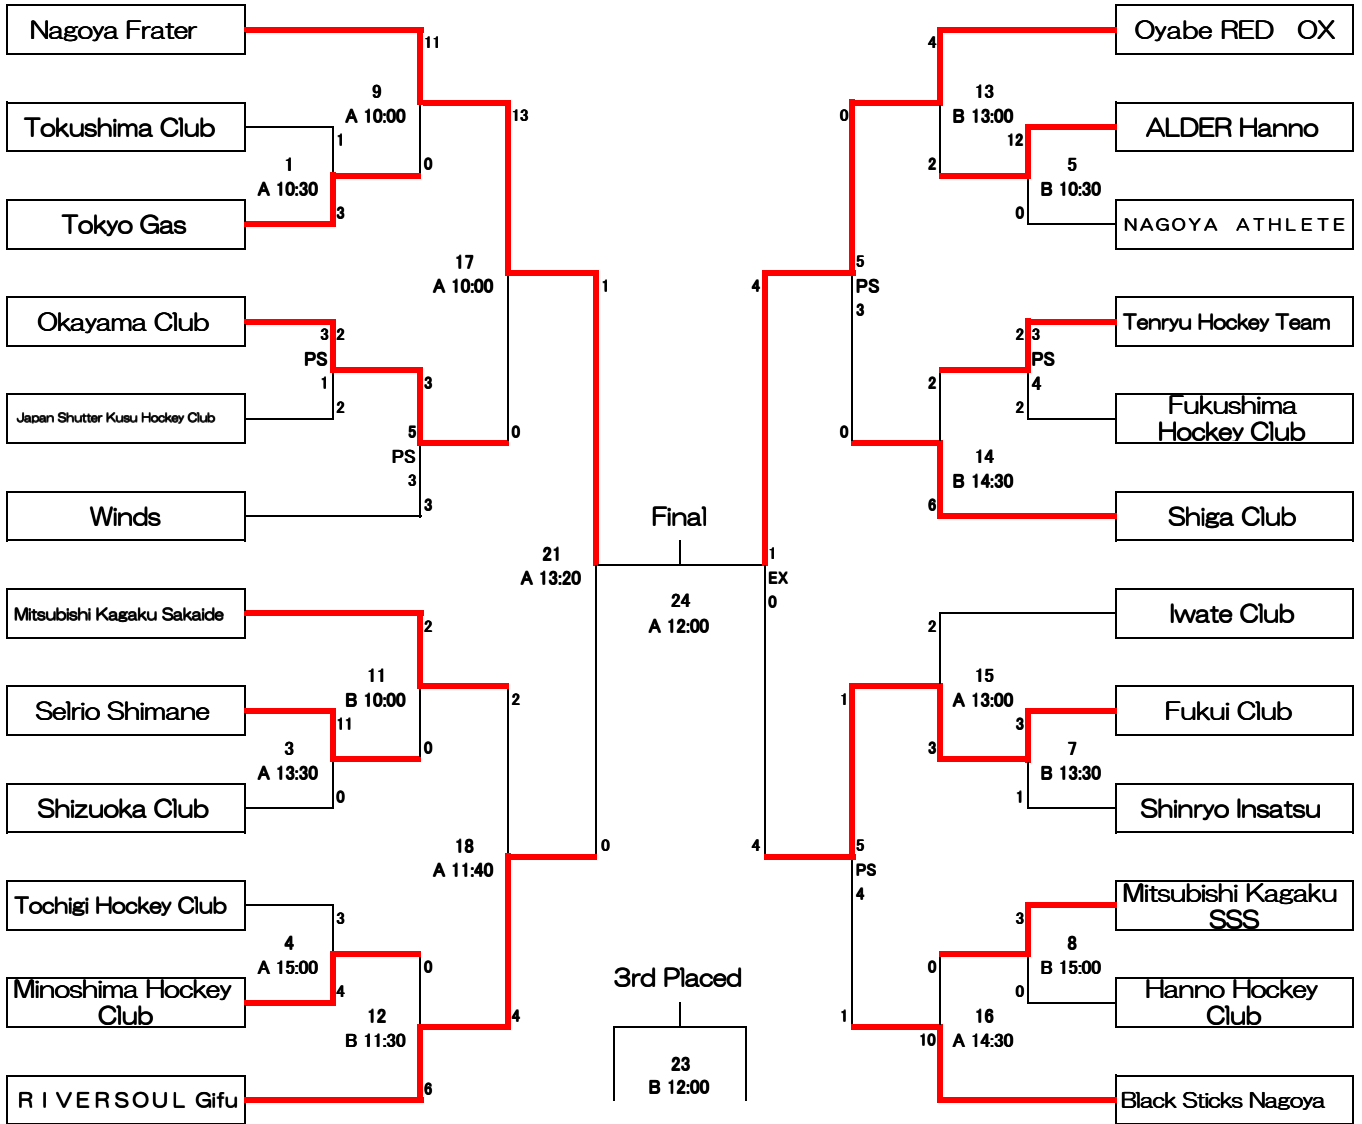 Nagoya Frater
11
9
A 10:00
13
Tokushima Club
1
1
A 10:30
0
Tokyo Gas
3
17
A 10:00
1
Okayama Club
3 2
PS
1
3
Japan Shutter Kusu Hockey Club
2
5
0
PS
3
Winds
3
21
A 13:20
Mitsubishi Kagaku Sakaide
2
11
B 10:00
2
Selrio Shimane
11
3
A 13:30
0
Shizuoka Club
0
18
A 11:40
0
Tochigi Hockey Club
3
4
A 15:00
0
Minoshima Hockey
Club
4
12
B 11:30
4
RIVERSOUL Gifu
6
Final
24
A 12:00
3rd Placed
23
B 12:00
Oyabe RED OX
4
13
B 13:00
0
ALDER Hanno
12
5
B 10:30
2
NAGOYA ATHLETE
0
5
PS
3
4
Tenryu Hockey Team
2 3
PS
4
2
Fukushima
Hockey Club
2
0
14
B 14:30
Shiga Club
6
1
EX
0
Iwate Club
2
15
A 13:00
1
Fukui Club
3
7
B 13:30
3
Shinryo Insatsu
1
5
PS
4
4
Mitsubishi Kagaku
SSS
3
8
B 15:00
0
Hanno Hockey
Club
0
16
A 14:30
1
10
Black Sticks Nagoya